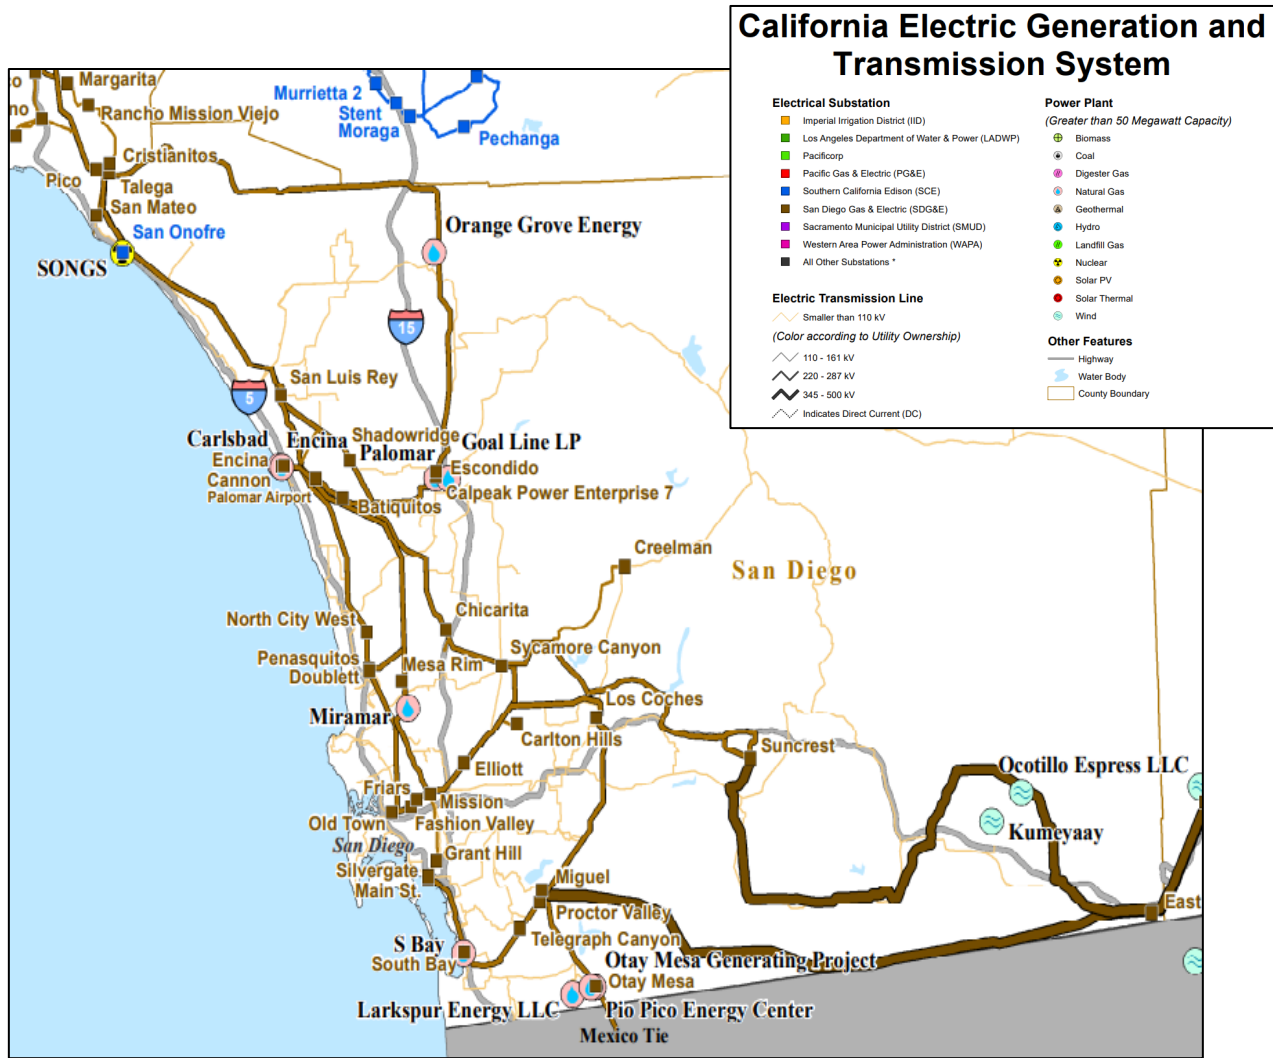 California Electric Generation and
Transmission System
Electrical Substation
Imperial Irrigation District (IID)
Los Angeles Department of Water & Power (LADWP)
Pacificorp
Pacific Gas & Electric (PG&E)
Southern California Edison (SCE)
San Diego Gas & Electric (SDG&E)
Sacramento Municipal Utility District (SMUD)
Western Area Power Administration (WAPA)
All Other Substations *
Electric Transmission Line
Smaller than 110 kV
(Color according to Utility Ownership)
110 - 161 kV
220 - 287 kV
345 - 500 kV
Indicates Direct Current (DC)
Power Plant
(Greater than 50 Megawatt Capacity)
Biomass
Coal
Digester Gas
Natural Gas
Geothermal
Hydro
Landfill Gas
Nuclear
Solar PV
Solar Thermal
Wind
Other Features
Highway
Water Body
County Boundary
co
Margarita
no
Rancho Mission Viejo
Murrietta 2
Stent
Moraga
Pechanga
Cristianitos
Pico
Talega
San Mateo
San Onofre
SONGS
Orange Grove Energy
15
San Luis Rey
5
Carlsbad
Encina
Shadowridge
Goal Line LP
Palomar
Encina
Escondido
Cannon
Calpeak Power Enterprise 7
Palomar Airport
Batiquitos
Creelman
San Diego
Chicarita
North City West
Sycamore Canyon
Penasquitos
Mesa Rim
Doublett
Los Coches
Miramar
Carlton Hills
Suncrest
Elliott
Ocotillo Espress LLC
Friars
Mission
Old Town
Fashion Valley
Kumeyaay
San Diego
Grant Hill
Silvergate
Main St.
Miguel
East
Proctor Valley
S Bay
Telegraph Canyon
South Bay
Otay Mesa Generating Project
Otay Mesa
Larkspur Energy LLC
Pio Pico Energy Center
Mexico Tie